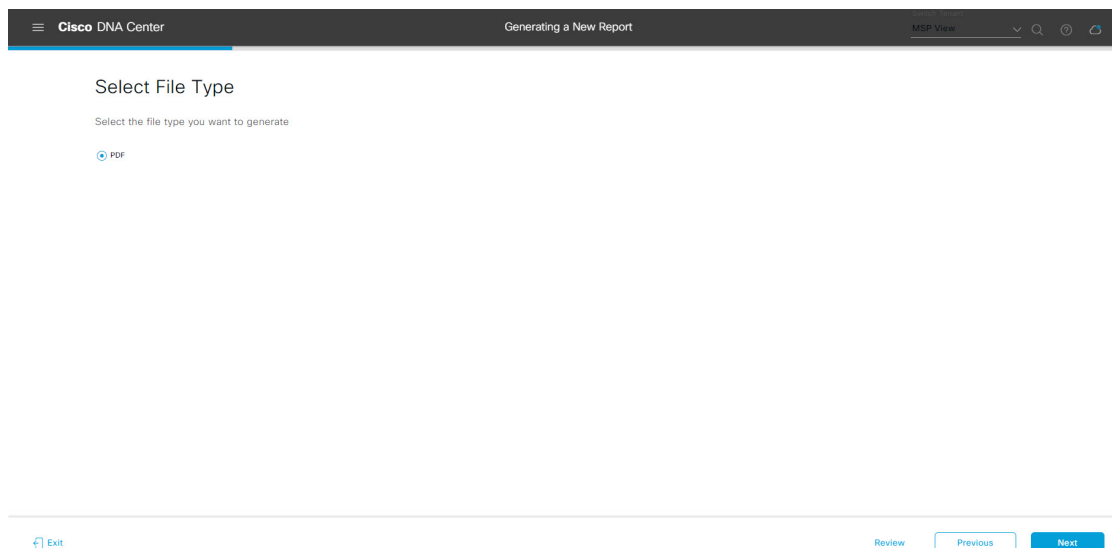 Cisco DNA Center
Generating a New Report
MSP View
Select File Type
Select the file type you want to generate
PDF
Exit
Review
Previous
Next